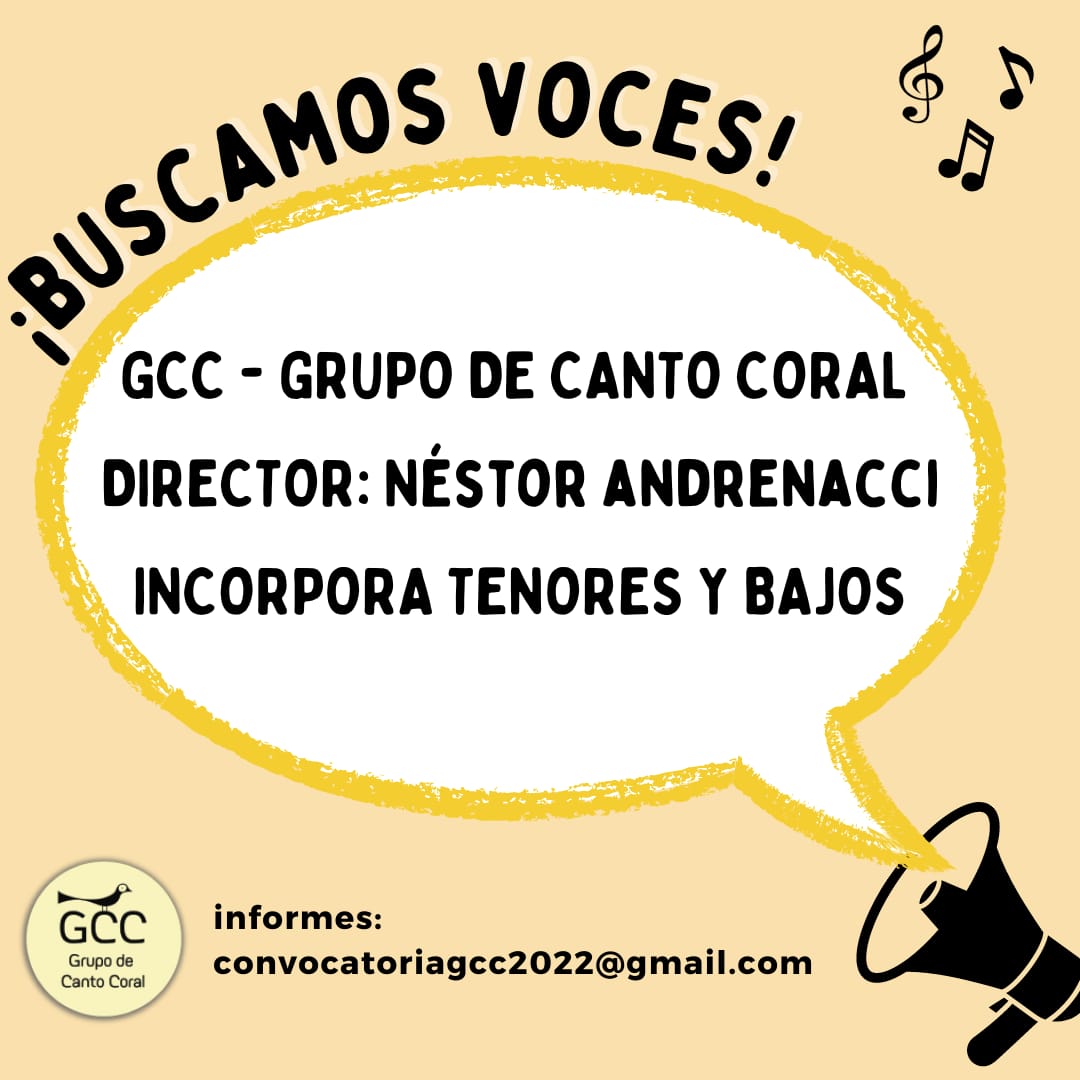 ¡BUSCAMOS VOCES!
GCC - GRUPO DE CANTO CORAL
DIRECTOR: NÉSTOR ANDRENACCI
INCORPORA TENORES Y BAJOS
GCC
Grupo de
Canto Coral
informes:
convocatoriagcc2022@gmail.com